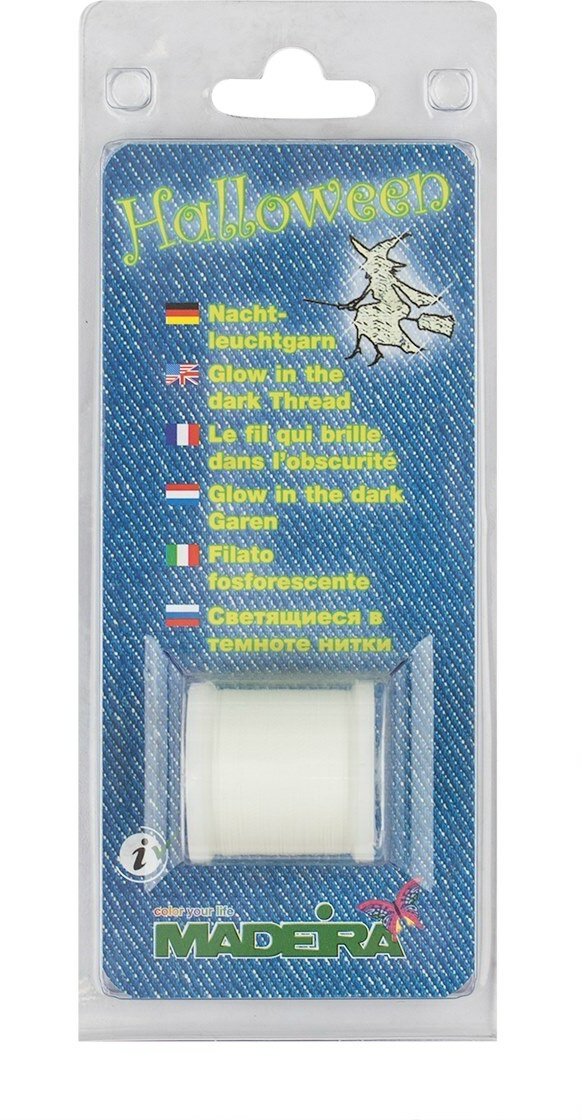 Halloween
Nacht-
leuchtgarn
Glow in the
dark Thread
Le fil qui brille
dans l'obscurité
Glow in the dark
Garen
Filato
fosforescente
Светящиеся в
темноте нитки
i
color your life
MADEIRA